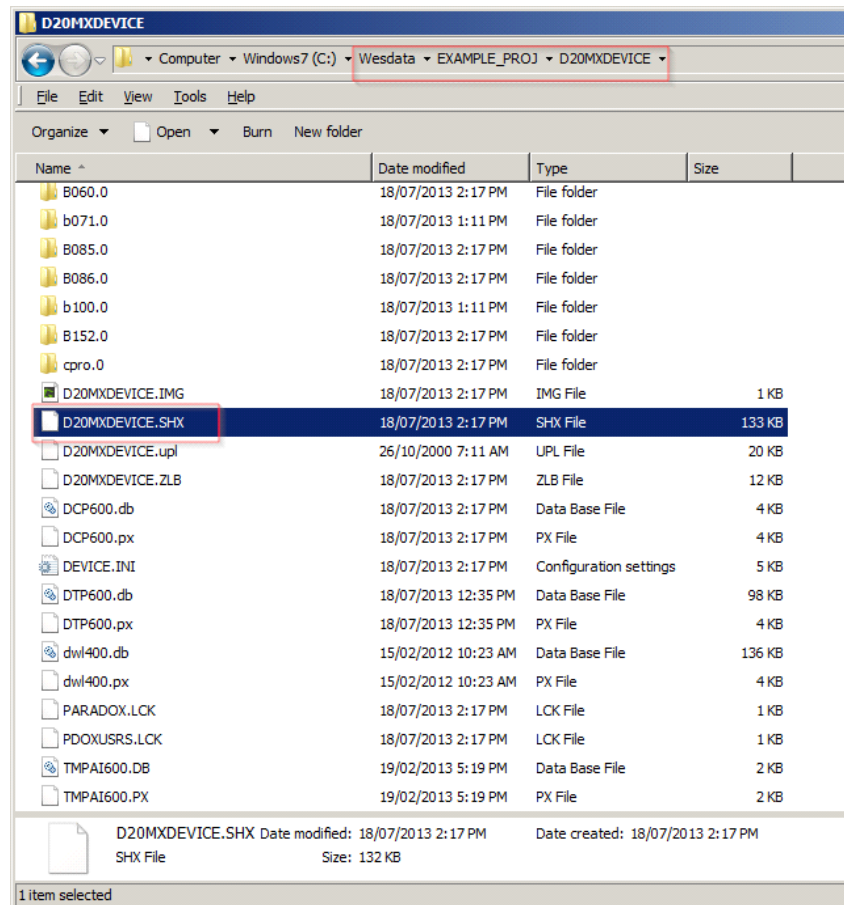 D20MXDEVICE
Computer Windows7 (C:) Wesdata EXAMPLE_PROJ D20MXDEVICE
File Edit View Tools Help
Organize Open Burn New folder
Name Date modified Type Size
B060.0 18/07/2013 2:17 PM File folder
b071.0 18/07/2013 1:11 PM File folder
B085.0 18/07/2013 2:17 PM File folder
B086.0 18/07/2013 2:17 PM File folder
b100.0 18/07/2013 1:11 PM File folder
B152.0 18/07/2013 2:17 PM File folder
cpro.0 18/07/2013 2:17 PM File folder
D20MXDEVICE.IMG 18/07/2013 2:17 PM IMG File 1 KB
D20MXDEVICE.SHX 18/07/2013 2:17 PM SHX File 133 KB
D20MXDEVICE.upl 26/10/2000 7:11 AM UPL File 20 KB
D20MXDEVICE.ZLB 18/07/2013 2:17 PM ZLB File 12 KB
DCP600.db 18/07/2013 2:17 PM Data Base File 4 KB
DCP600.px 18/07/2013 2:17 PM PX File 4 KB
DEVICE.INI 18/07/2013 2:17 PM Configuration settings 5 KB
DTP600.db 18/07/2013 12:35 PM Data Base File 98 KB
DTP600.px 18/07/2013 12:35 PM PX File 4 KB
dwl400.db 15/02/2012 10:23 AM Data Base File 136 KB
dwl400.px 15/02/2012 10:23 AM PX File 4 KB
PARADOX.LCK 18/07/2013 2:17 PM LCK File 1 KB
PDOXUSRS.LCK 18/07/2013 2:17 PM LCK File 1 KB
TMPAI600.DB 19/02/2013 5:19 PM Data Base File 2 KB
TMPAI600.PX 19/02/2013 5:19 PM PX File 2 KB
D20MXDEVICE.SHX Date modified: 18/07/2013 2:17 PM Date created: 18/07/2013 2:17 PM
SHX File Size: 132 KB
1 item selected